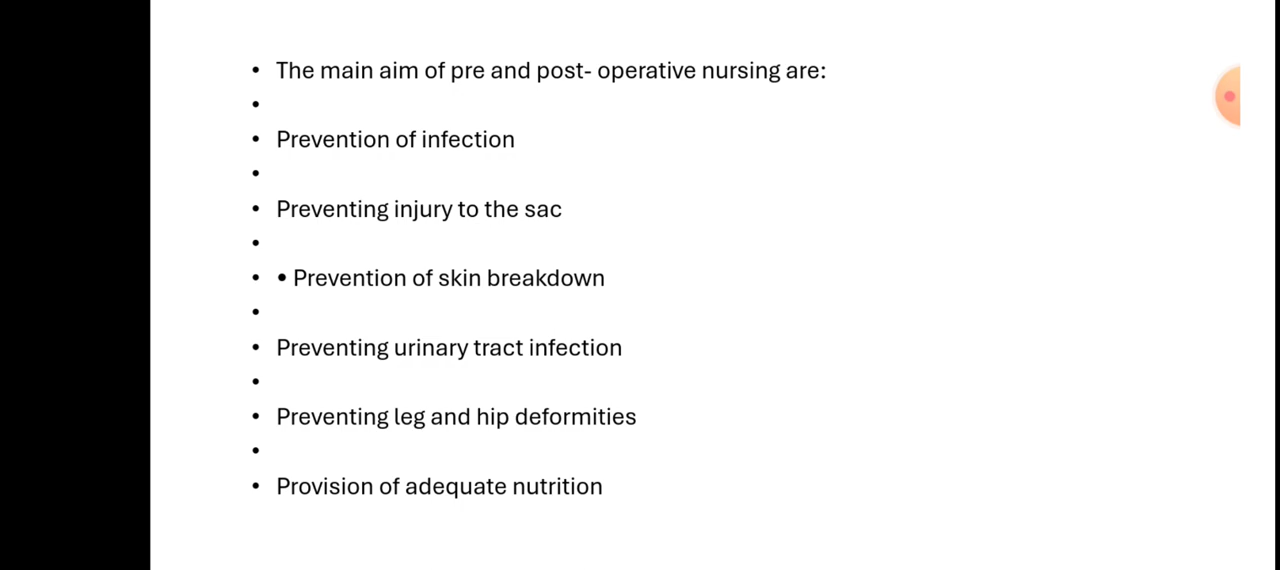 • The main aim of pre and post- operative nursing are:
•
• Prevention of infection
•
• Preventing injury to the sac
•
• • Prevention of skin breakdown
•
• Preventing urinary tract infection
•
• Preventing leg and hip deformities
•
• Provision of adequate nutrition